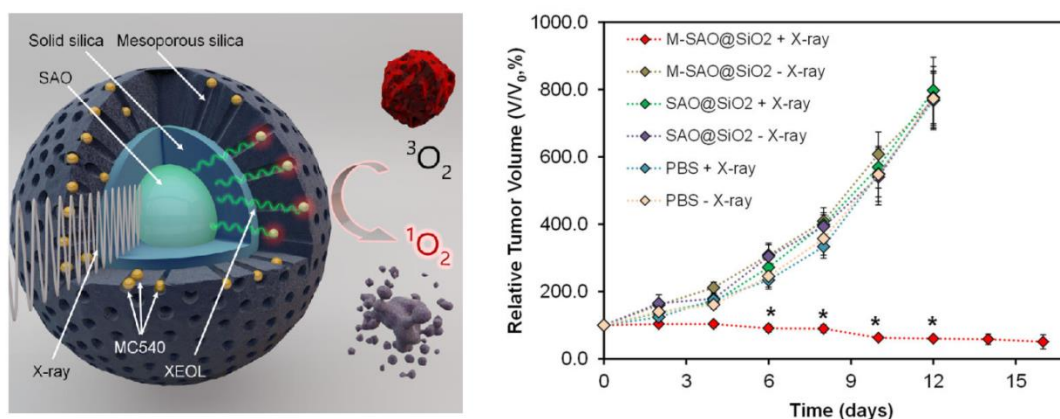 Solid silica
Mesoporous silica
SAO
³O₂
¹O₂
MC540
X-ray
XEOL
Relative Tumor Volume (V/V₀,%)
1000.0
800.0
600.0
400.0
200.0
0.0
M-SAO@SiO2 + X-ray
M-SAO@SiO2 - X-ray
SAO@SiO2 + X-ray
SAO@SiO2 - X-ray
PBS + X-ray
PBS - X-ray
* * * *
0 3 6 9 12 15
Time (days)